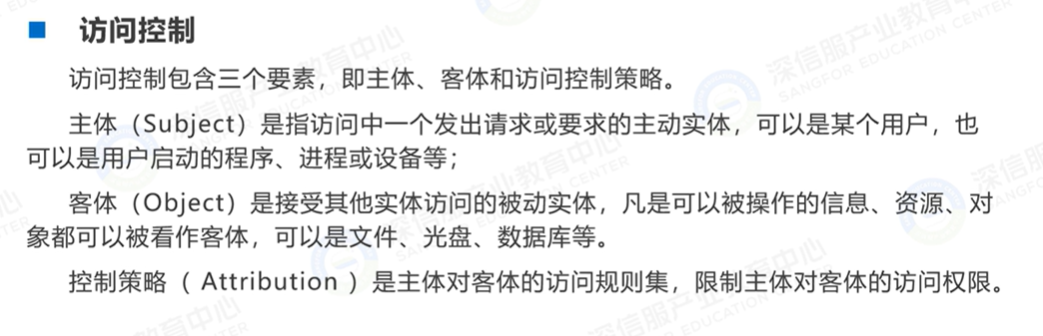 ■ 访问控制
访问控制包含三个要素，即主体、客体和访问控制策略。
主体（Subject）是指访问中一个发出请求或要求的主动实体，可以是某个用户，也
可以是用户启动的程序、进程或设备等；
客体（Object）是接受其他实体访问的被动实体，凡是可以被操作的信息、资源、对
象都可以被看作客体，可以是文件、光盘、数据库等。
控制策略（ Attribution ）是主体对客体的访问规则集，限制主体对客体的访问权限。
深信服产业教育中心
SANGFOR EDUCATION CENTER